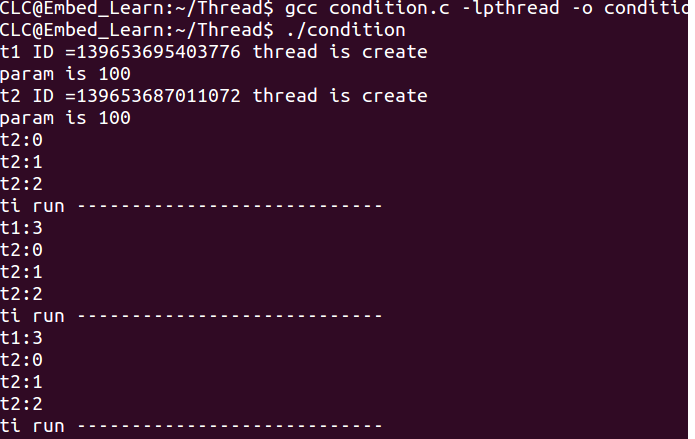 CLC@Embed_Learn:~/Thread$ gcc condition.c -lpthread -o conditio
CLC@Embed_Learn:~/Thread$ ./condition
t1 ID =139653695403776 thread is create
param is 100
t2 ID =139653687011072 thread is create
param is 100
t2:0
t2:1
t2:2
ti run ----------------------------
t1:3
t2:0
t2:1
t2:2
ti run ----------------------------
t1:3
t2:0
t2:1
t2:2
ti run ----------------------------